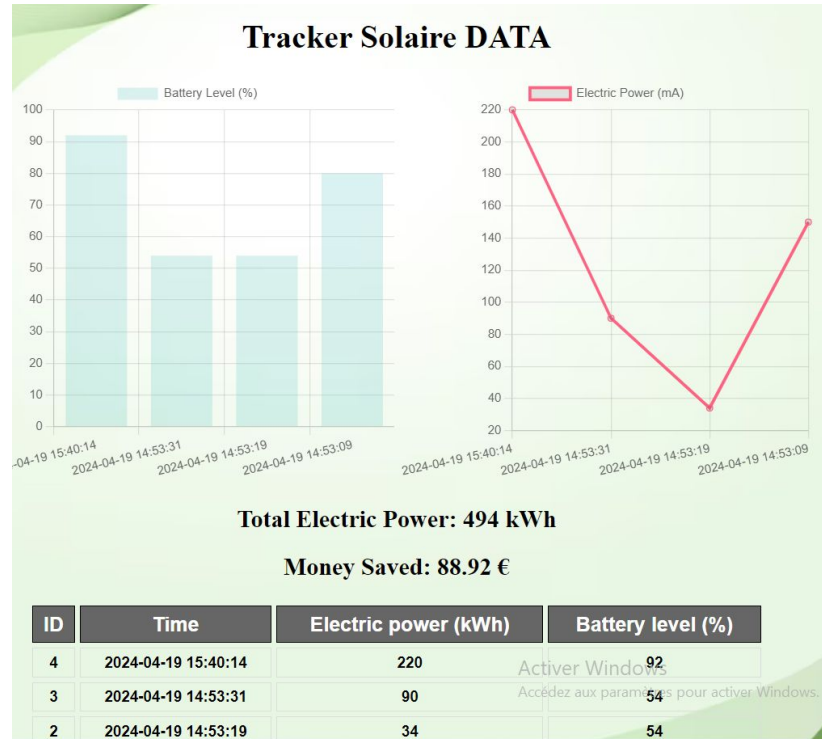 Tracker Solaire DATA
Battery Level (%)
100
90
80
70
60
50
40
30
20
10
0
-04-19 15:40:14
2024-04-19 14:53:31
2024-04-19 14:53:19
2024-04-19 14:53:09
Electric Power (mA)
220
200
180
160
140
120
100
80
60
40
20
2024-04-19 15:40:14
2024-04-19 14:53:31
2024-04-19 14:53:19
2024-04-19 14:53:09
Total Electric Power: 494 kWh
Money Saved: 88.92 €
ID Time Electric power (kWh) Battery level (%)
4 2024-04-19 15:40:14 220 92
3 2024-04-19 14:53:31 90 54
2 2024-04-19 14:53:19 34 54
Activer Windows
Accédez aux paramètres pour activer Windows.